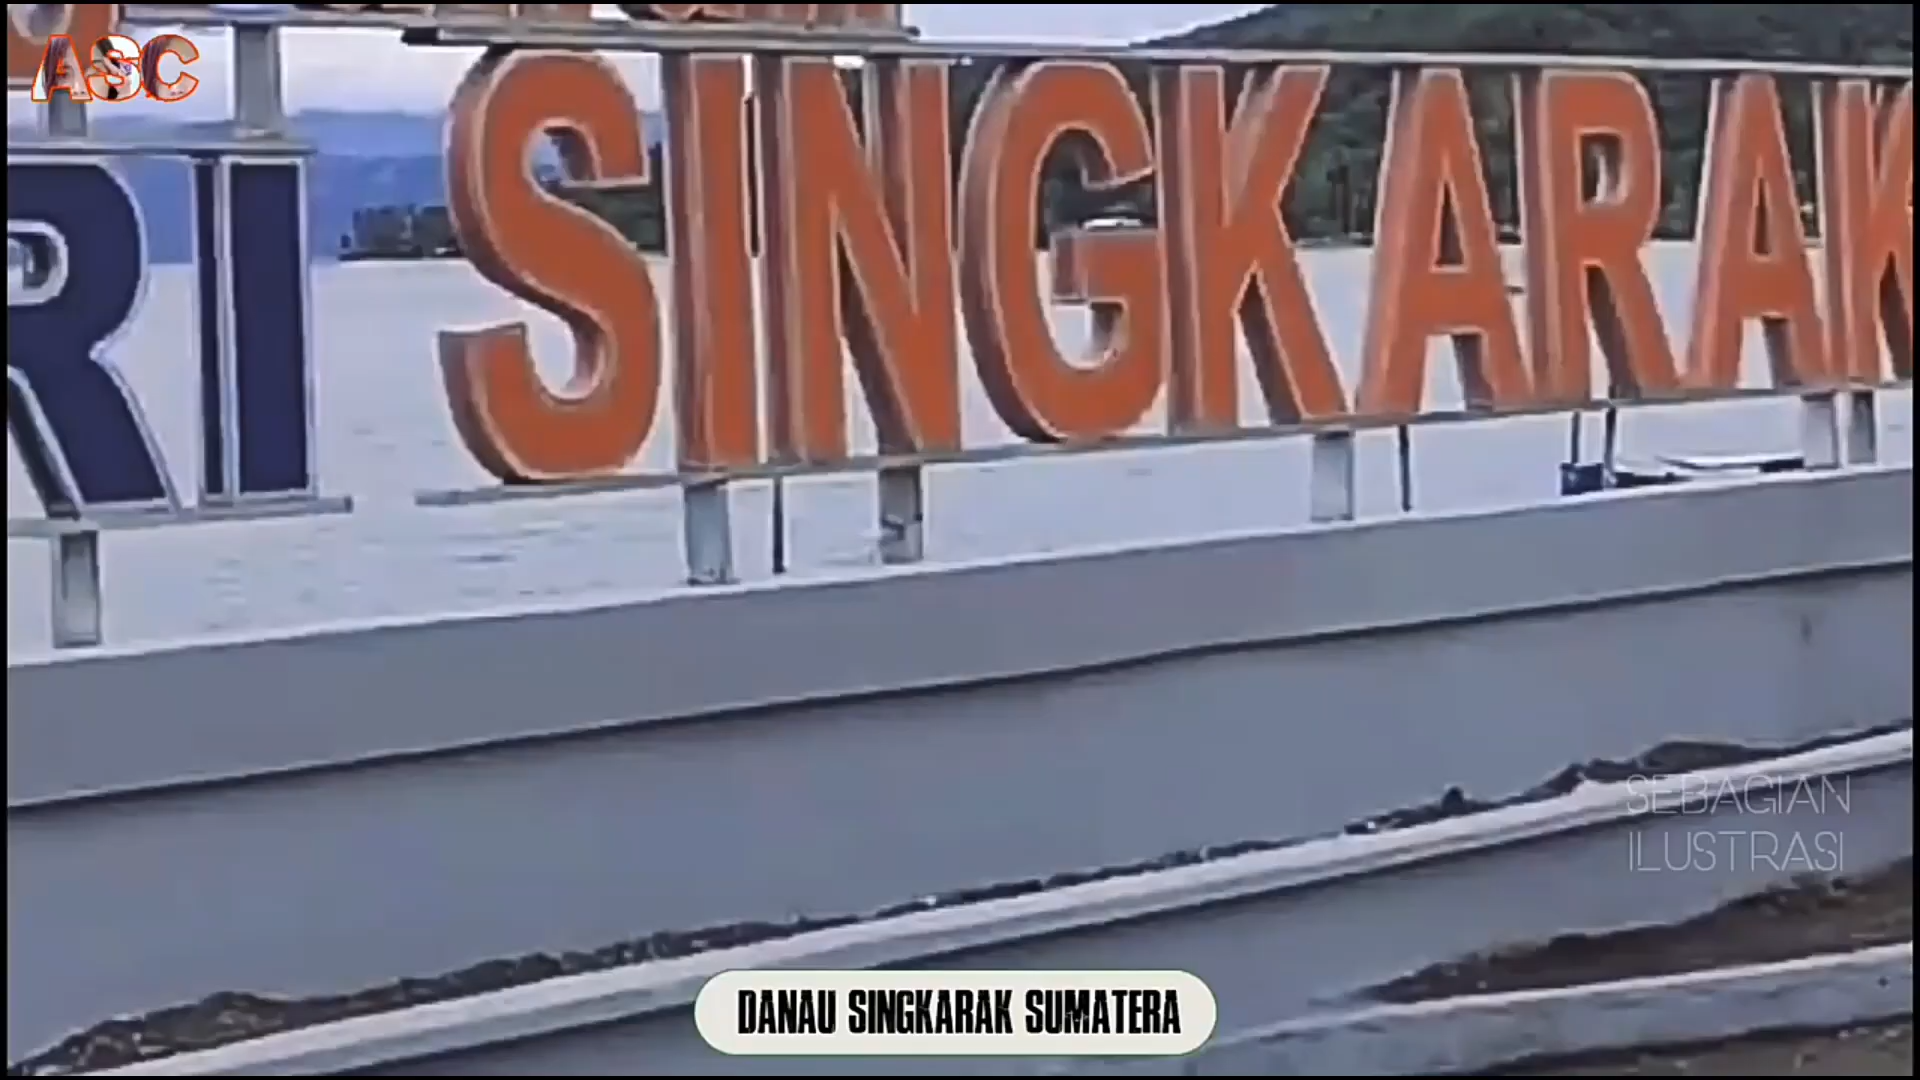 ASC
RI SINGKARAK
SEBAGIAN
ILUSTRASI
DANAU SINGKARAK SUMATERA